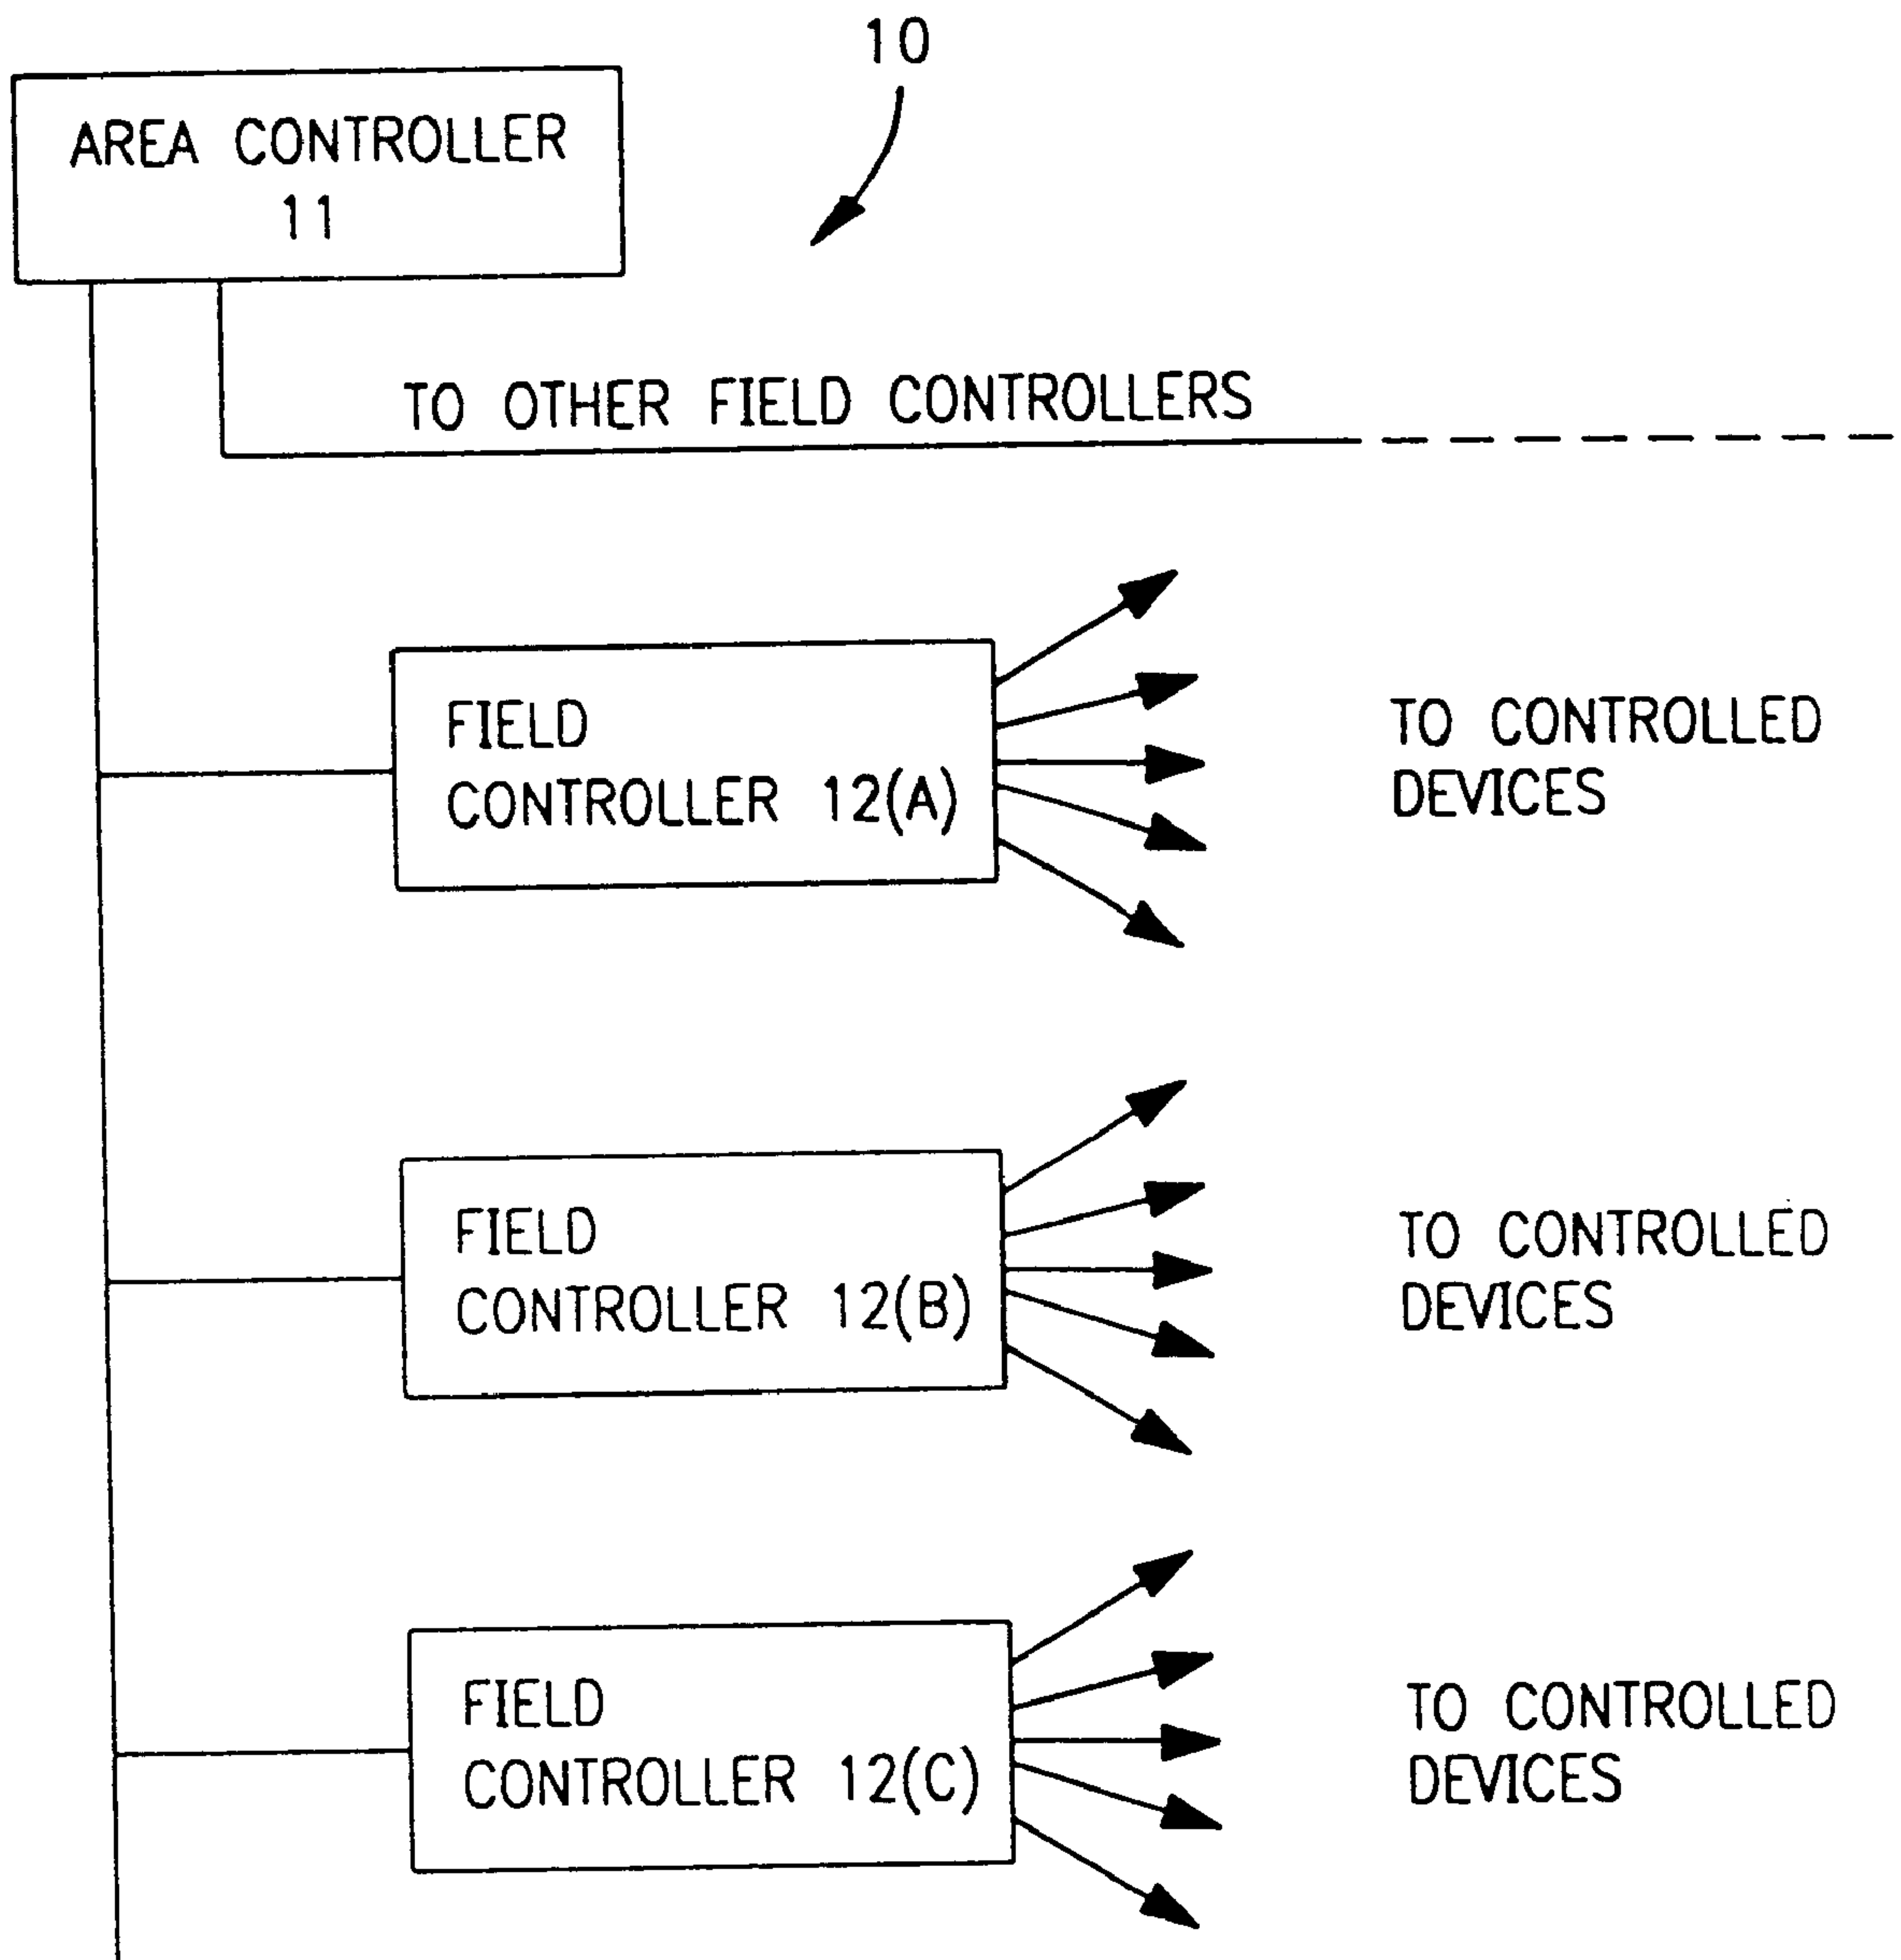 10
AREA CONTROLLER
11
TO OTHER FIELD CONTROLLERS
FIELD
CONTROLLER 12(A)
TO CONTROLLED
DEVICES
FIELD
CONTROLLER 12(B)
TO CONTROLLED
DEVICES
FIELD
CONTROLLER 12(C)
TO CONTROLLED
DEVICES